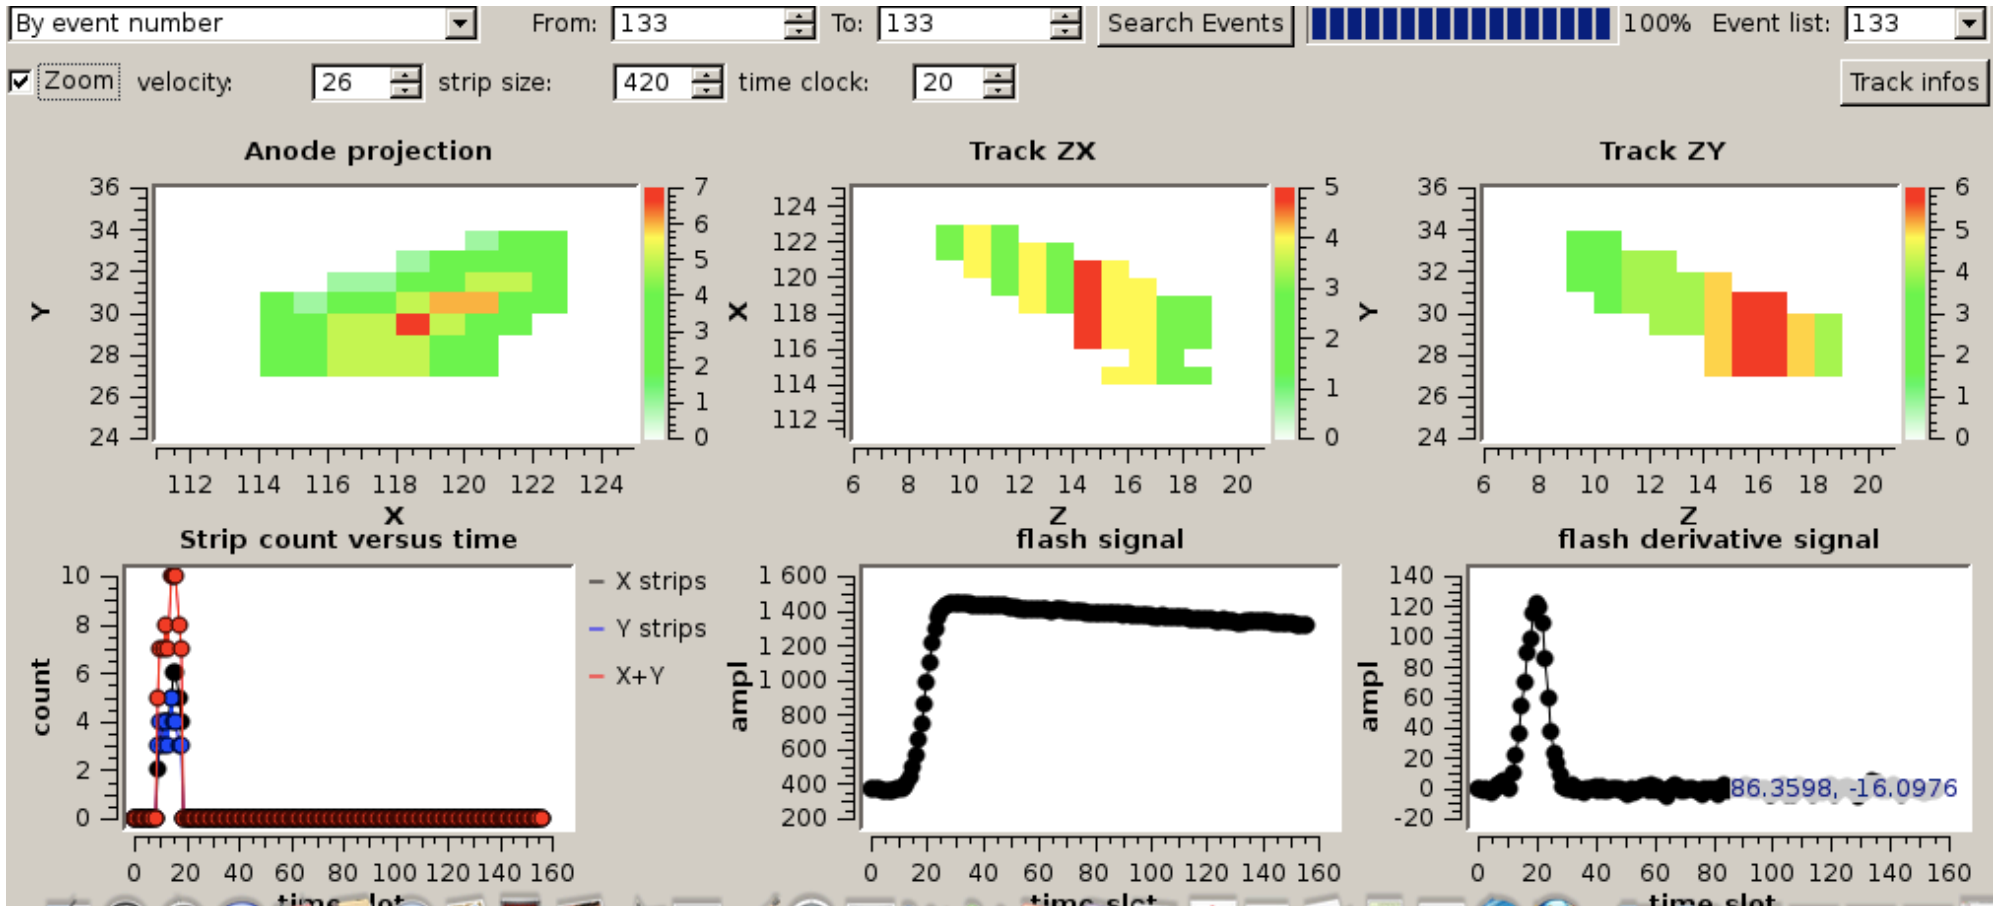 By event number From: 133 To: 133 Search Events 100% Event list: 133
Zoom velocity: 26 strip size: 420 time clock: 20 Track infos
Anode projection Track ZX Track ZY
36 34 32 30 28 26 24
Y
112 114 116 118 120 122 124
X
7 6 5 4 3 2 1 0
124 122 120 118 116 114 112
X
6 8 10 12 14 16 18 20
Z
5 4 3 2 1 0
36 34 32 30 28 26 24
Y
6 8 10 12 14 16 18 20
Z
6 5 4 3 2 1 0
Strip count versus time flash signal flash derivative signal
10 8 6 4 2 0
count
0 20 40 60 80 100 120 140 160
time slot
X strips
Y strips
X+Y
1 600 1 400 1 200 1 000 800 600 400 200
ampl
0 20 40 60 80 100 120 140 160
time slot
140 120 100 80 60 40 20 0 -20
ampl
86.3598, -16.0976
0 20 40 60 80 100 120 140 160
time slot